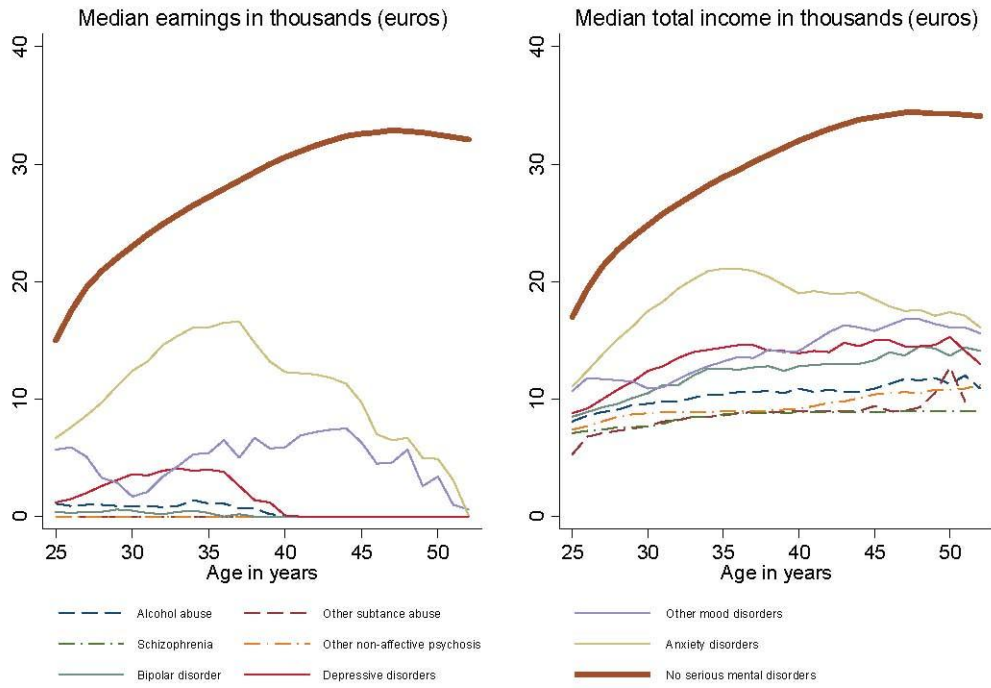 Median earnings in thousands (euros)
40
30
20
10
0
25 30 35 40 45 50
Age in years
Median total income in thousands (euros)
40
30
20
10
0
25 30 35 40 45 50
Age in years
Alcohol abuse
Other subtance abuse
Other mood disorders
Schizophrenia
Other non-affective psychosis
Anxiety disorders
Bipolar disorder
Depressive disorders
No serious mental disorders